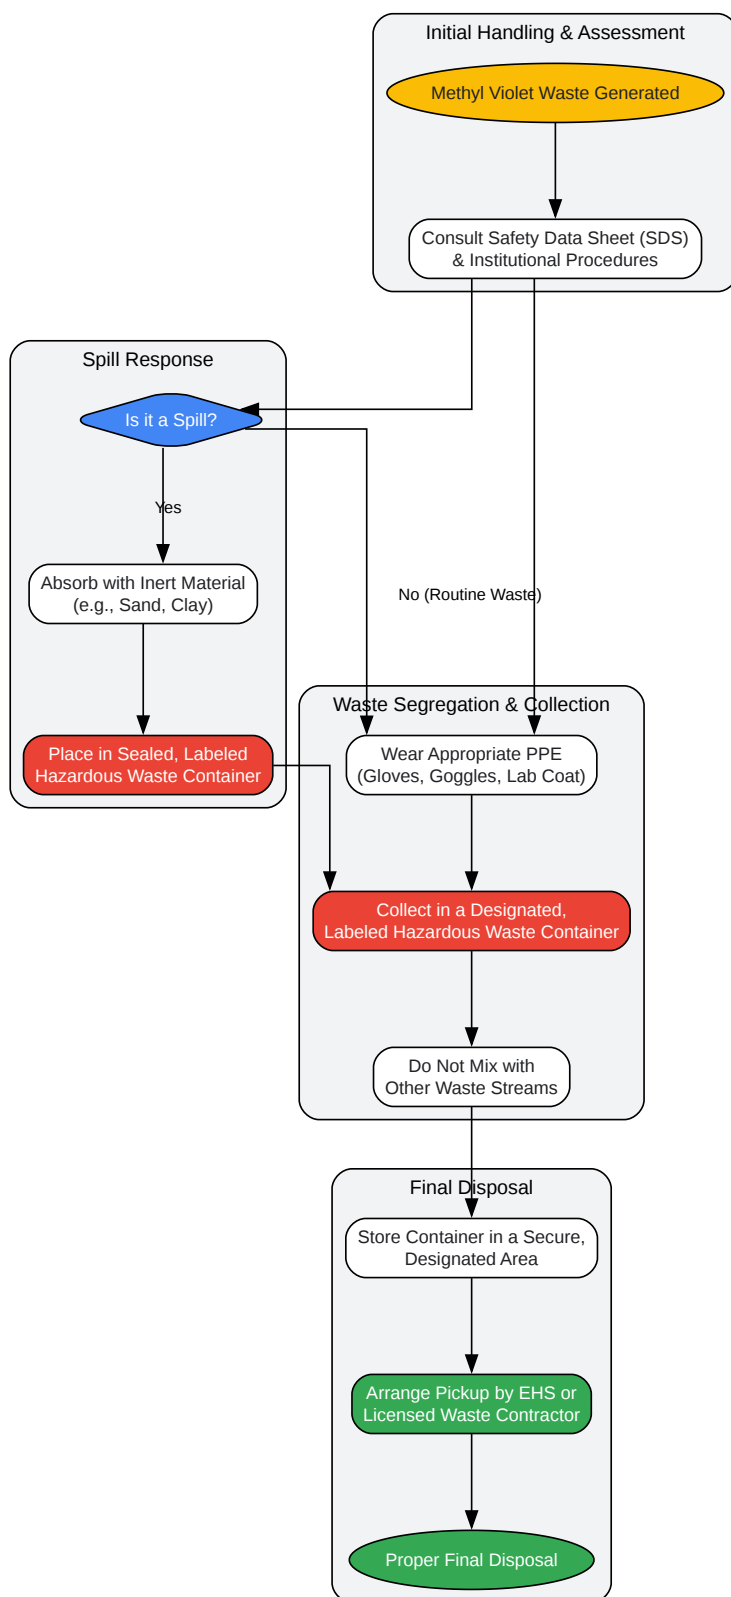 Initial Handling & Assessment
Methyl Violet Waste Generated
Consult Safety Data Sheet (SDS)
& Institutional Procedures
Spill Response
Is it a Spill?
Yes
Absorb with Inert Material
(e.g., Sand, Clay)
Place in Sealed, Labeled
Hazardous Waste Container
No (Routine Waste)
Waste Segregation & Collection
Wear Appropriate PPE
(Gloves, Goggles, Lab Coat)
Collect in a Designated,
Labeled Hazardous Waste Container
Do Not Mix with
Other Waste Streams
Final Disposal
Store Container in a Secure,
Designated Area
Arrange Pickup by EHS or
Licensed Waste Contractor
Proper Final Disposal